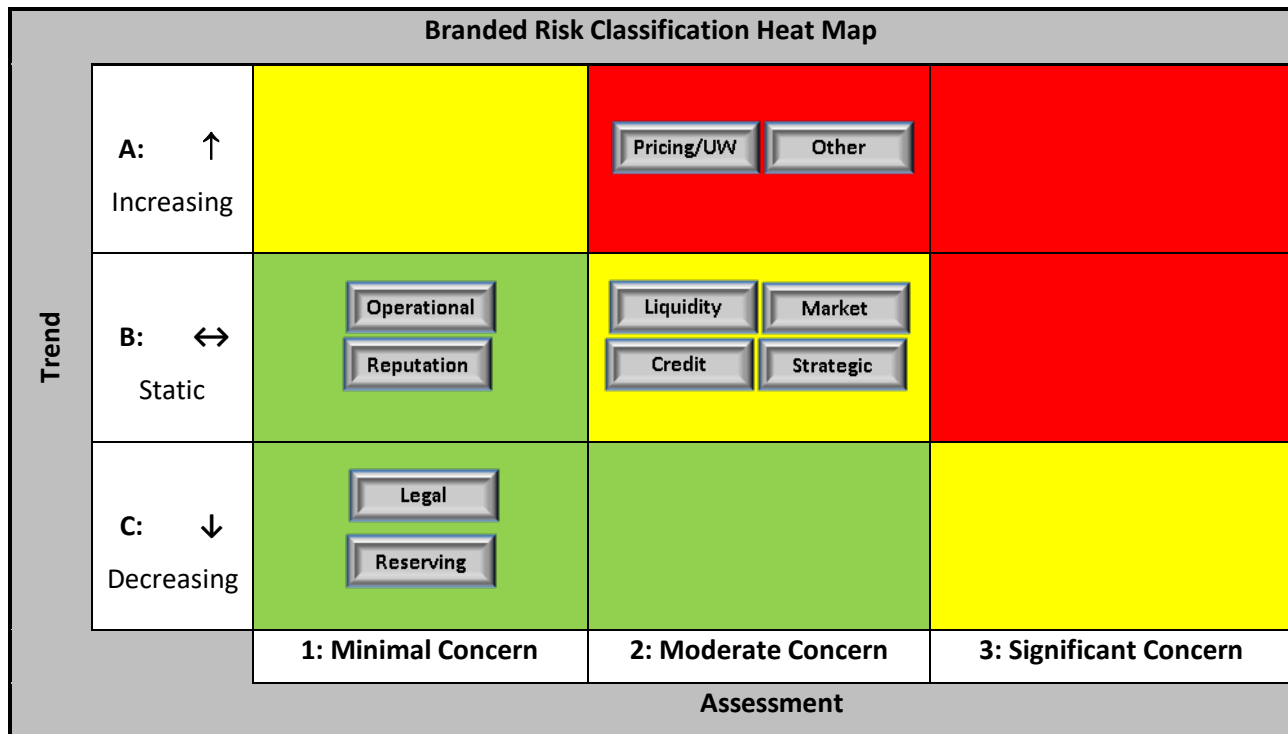 Branded Risk Classification Heat Map
Trend
A: ↑
Increasing
Pricing/UW Other
B: ↔
Static
Operational
Reputation
Liquidity Market
Credit Strategic
C: ↓
Decreasing
Legal
Reserving
1: Minimal Concern 2: Moderate Concern 3: Significant Concern
Assessment